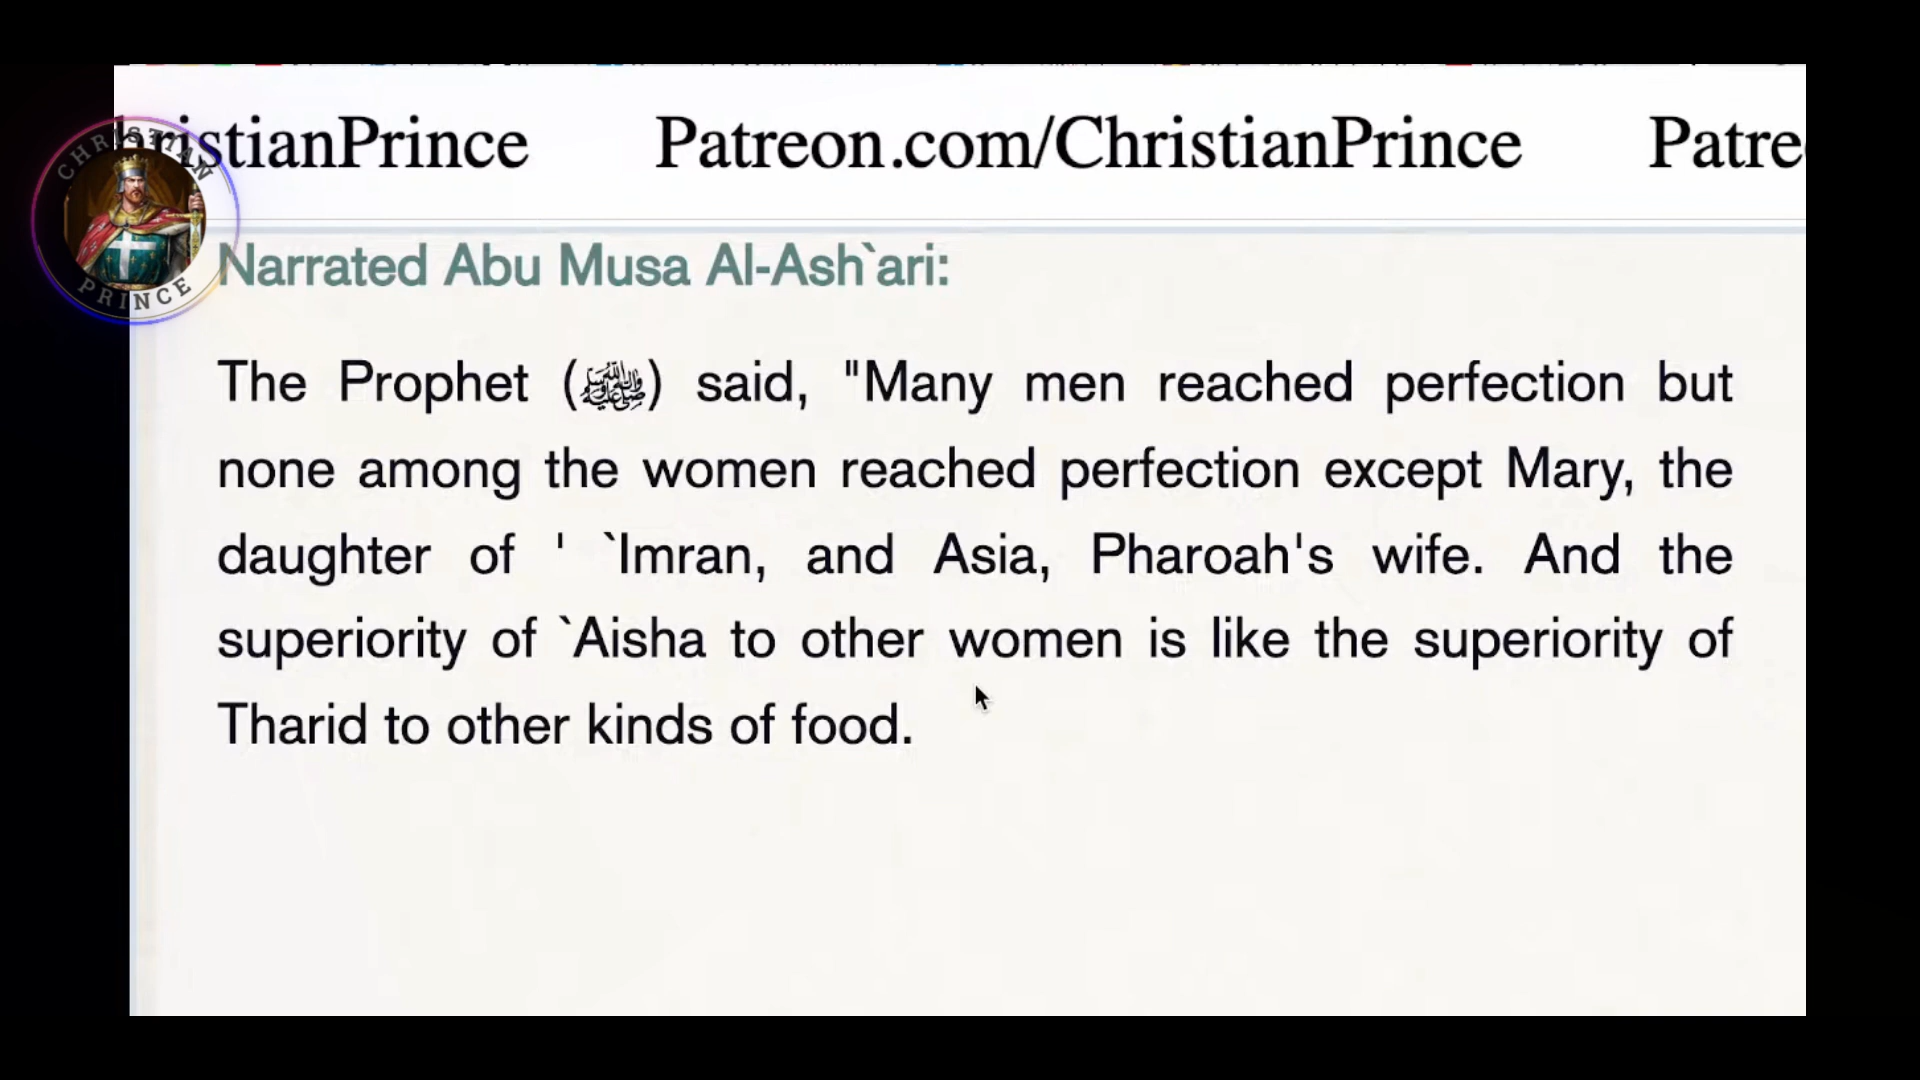 ristianPrince Patreon.com/ChristianPrince Patre
CHRISTIAN
PRINCE
Narrated Abu Musa Al-Ash`ari:
The Prophet (ﷺ) said, "Many men reached perfection but
none among the women reached perfection except Mary, the
daughter of ' `Imran, and Asia, Pharoah's wife. And the
superiority of `Aisha to other women is like the superiority of
Tharid to other kinds of food.